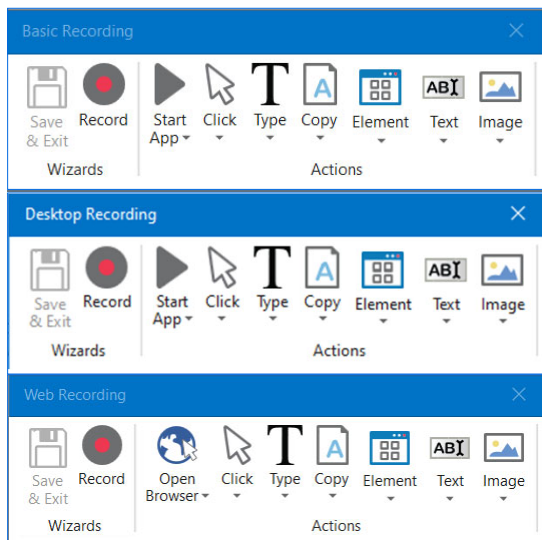 Basic Recording
Save & Exit
Record
Start App
Click
Type
Copy
Element
Text
Image
Wizards
Actions
Desktop Recording
Save & Exit
Record
Start App
Click
Type
Copy
Element
Text
Image
Wizards
Actions
Web Recording
Save & Exit
Record
Open Browser
Click
Type
Copy
Element
Text
Image
Wizards
Actions